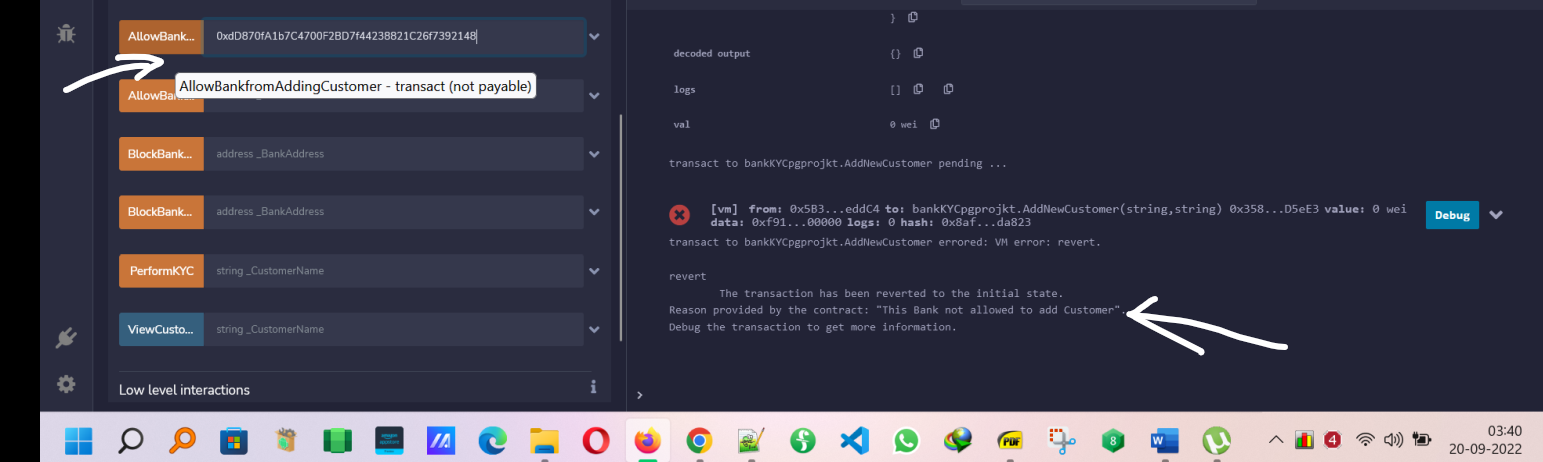 AllowBank...
0xdD870fA1b7C4700F2BD7f44238821C26f7392148
AllowBankfromAddingCustomer - transact (not payable)
BlockBank...
address _BankAddress
BlockBank...
address _BankAddress
PerformKYC
string _CustomerName
ViewCusto...
string _CustomerName
Low level interactions
i
}
decoded output
{}
logs
[]
val
0 wei
transact to bankKYCpgprojkt.AddNewCustomer pending ...
[vm] from: 0x5B3...eddC4 to: bankKYCpgprojkt.AddNewCustomer(string,string) 0x358...D5eE3 value: 0 wei
data: 0xf91...00000 logs: 0 hash: 0x8af...da823
Debug
transact to bankKYCpgprojkt.AddNewCustomer errored: VM error: revert.
revert
The transaction has been reverted to the initial state.
Reason provided by the contract: "This Bank not allowed to add Customer".
Debug the transaction to get more information.
>
PDF
8
W
4
03:40
20-09-2022